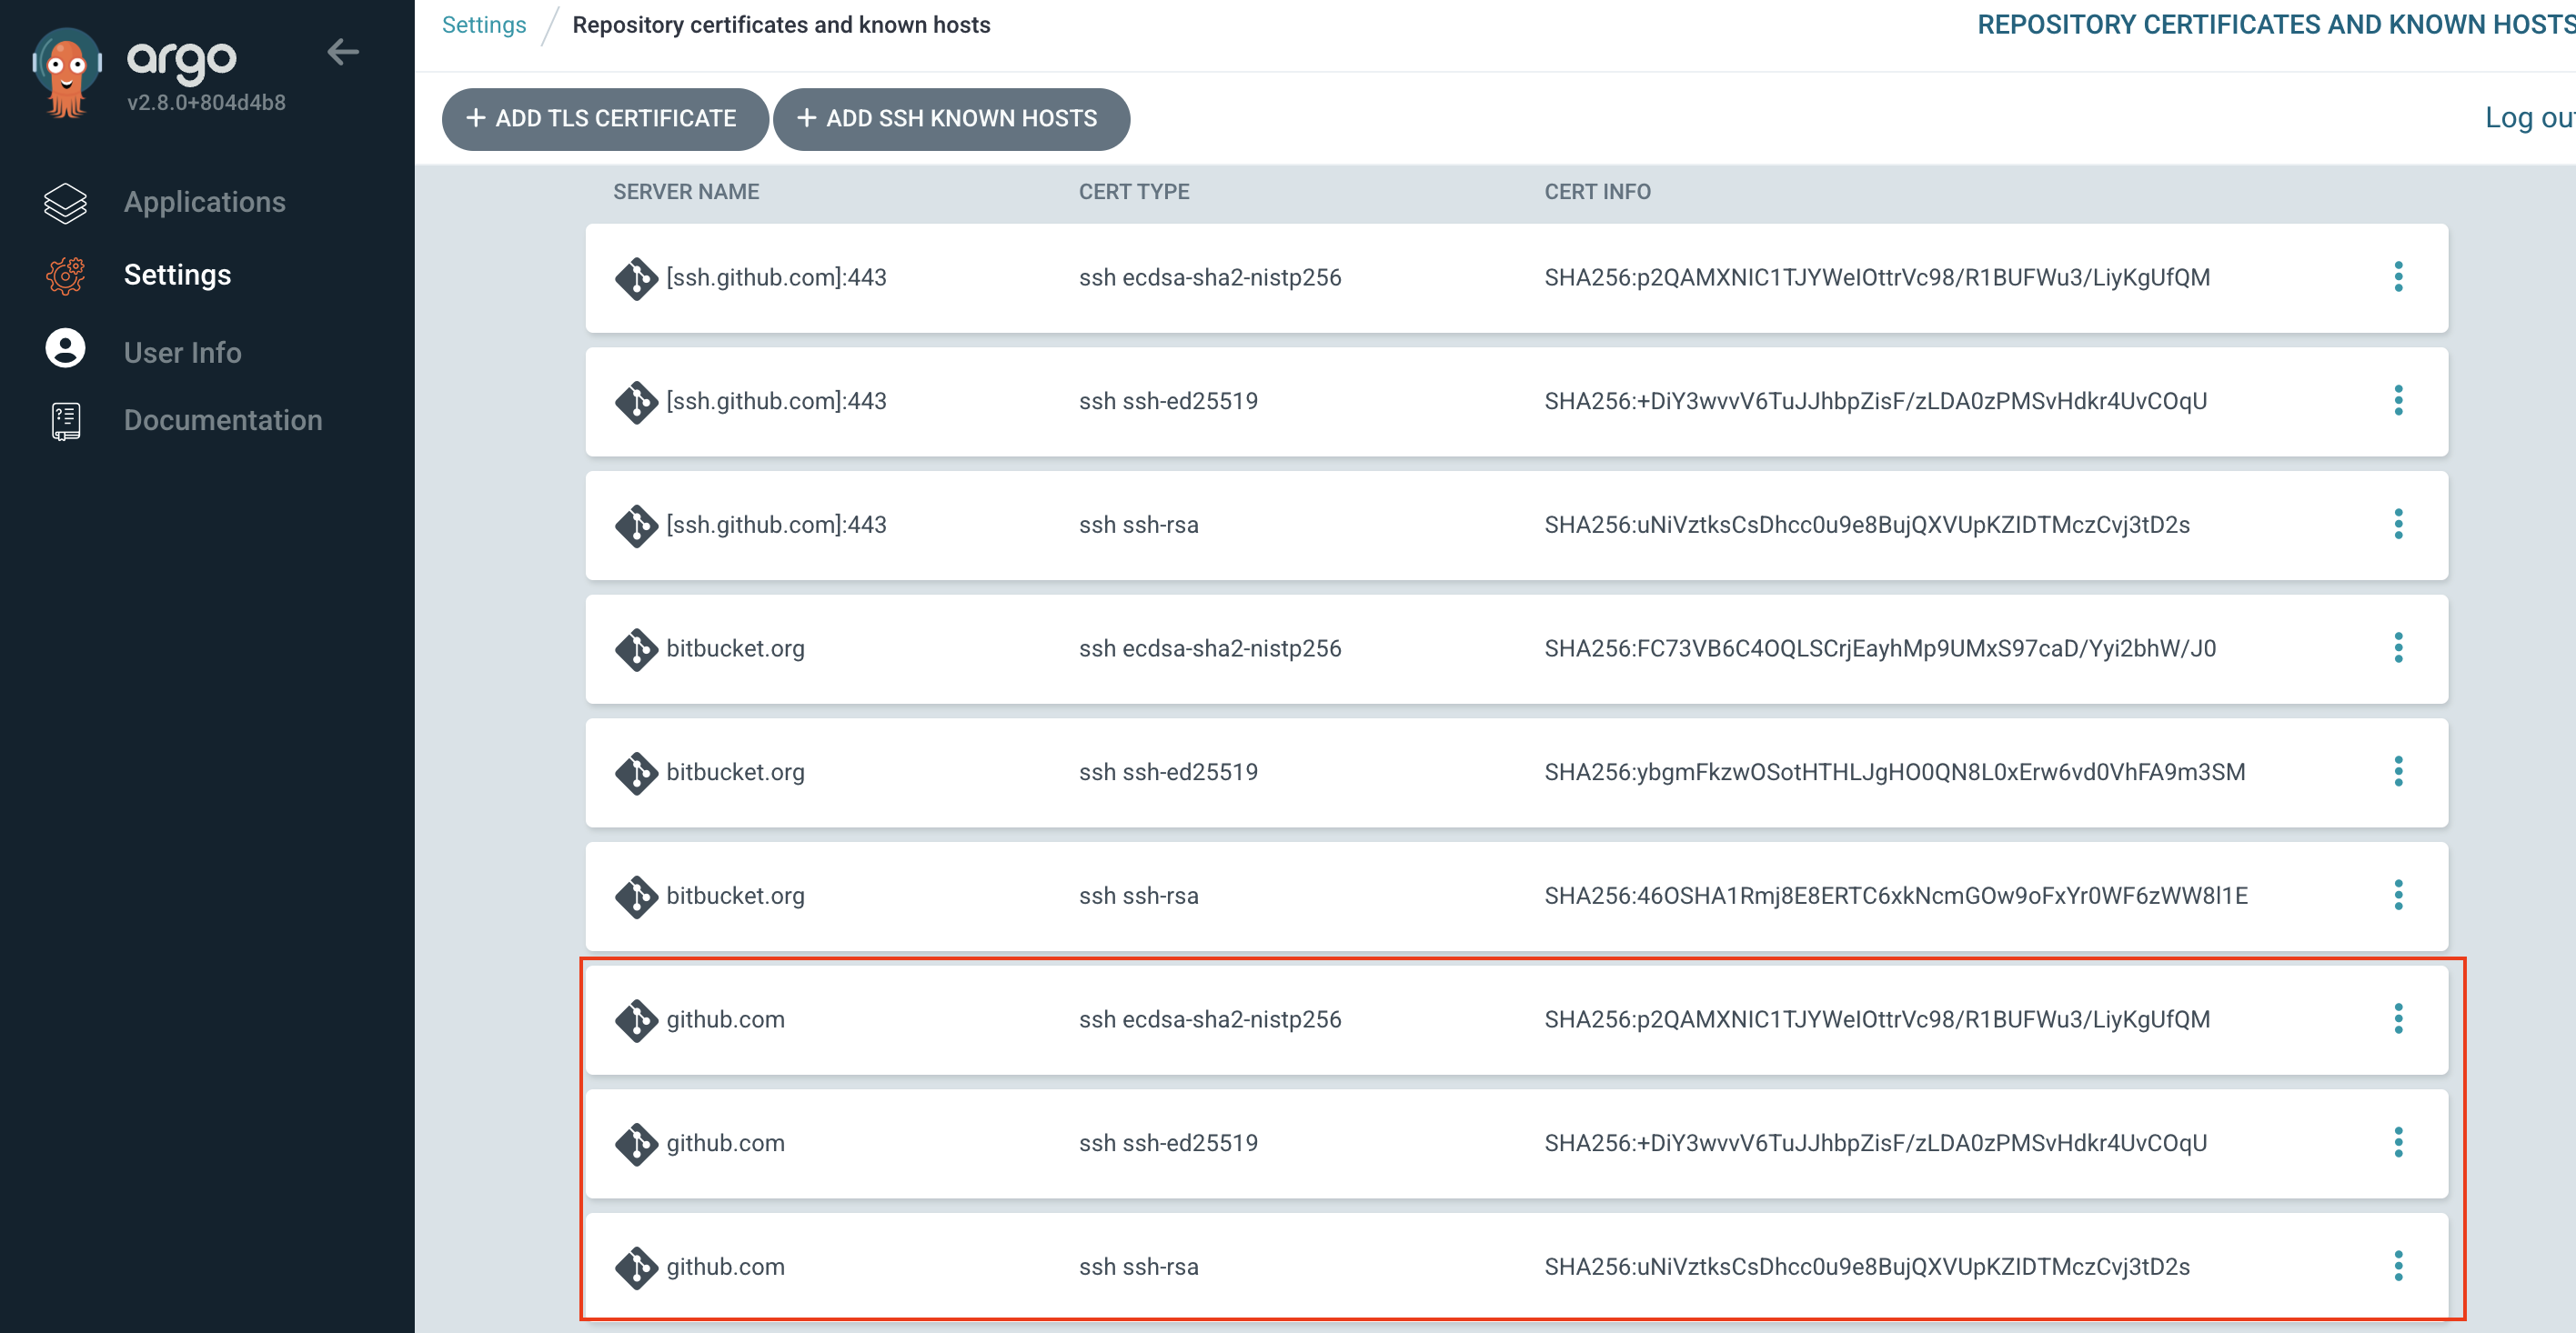 Settings / Repository certificates and known hosts
REPOSITORY CERTIFICATES AND KNOWN HOSTS
argo
v2.8.0+804d4b8
+ ADD TLS CERTIFICATE
+ ADD SSH KNOWN HOSTS
Log out
Applications
Settings
User Info
Documentation
SERVER NAME CERT TYPE CERT INFO
[ssh.github.com]:443 ssh ecdsa-sha2-nistp256 SHA256:p2QAMXNIC1TJYWeIOttrVc98/R1BUFWu3/LiyKgUfQM
[ssh.github.com]:443 ssh ssh-ed25519 SHA256:+DiY3wvvV6TuJJhbpZisF/zLDA0zPMSvHdkr4UvCOqU
[ssh.github.com]:443 ssh ssh-rsa SHA256:uNiVztksCsDhcc0u9e8BujQXVUpKZIDTMczCvj3tD2s
bitbucket.org ssh ecdsa-sha2-nistp256 SHA256:FC73VB6C4OQLSCrjEayhMp9UMxS97caD/Yyi2bhW/J0
bitbucket.org ssh ssh-ed25519 SHA256:ybgmFkzwOSotHTHLJgHO0QN8L0xErw6vd0VhFA9m3SM
bitbucket.org ssh ssh-rsa SHA256:46OSHA1Rmj8E8ERTC6xkNcmGOw9oFxYr0WF6zWW8l1E
github.com ssh ecdsa-sha2-nistp256 SHA256:p2QAMXNIC1TJYWeIOttrVc98/R1BUFWu3/LiyKgUfQM
github.com ssh ssh-ed25519 SHA256:+DiY3wvvV6TuJJhbpZisF/zLDA0zPMSvHdkr4UvCOqU
github.com ssh ssh-rsa SHA256:uNiVztksCsDhcc0u9e8BujQXVUpKZIDTMczCvj3tD2s